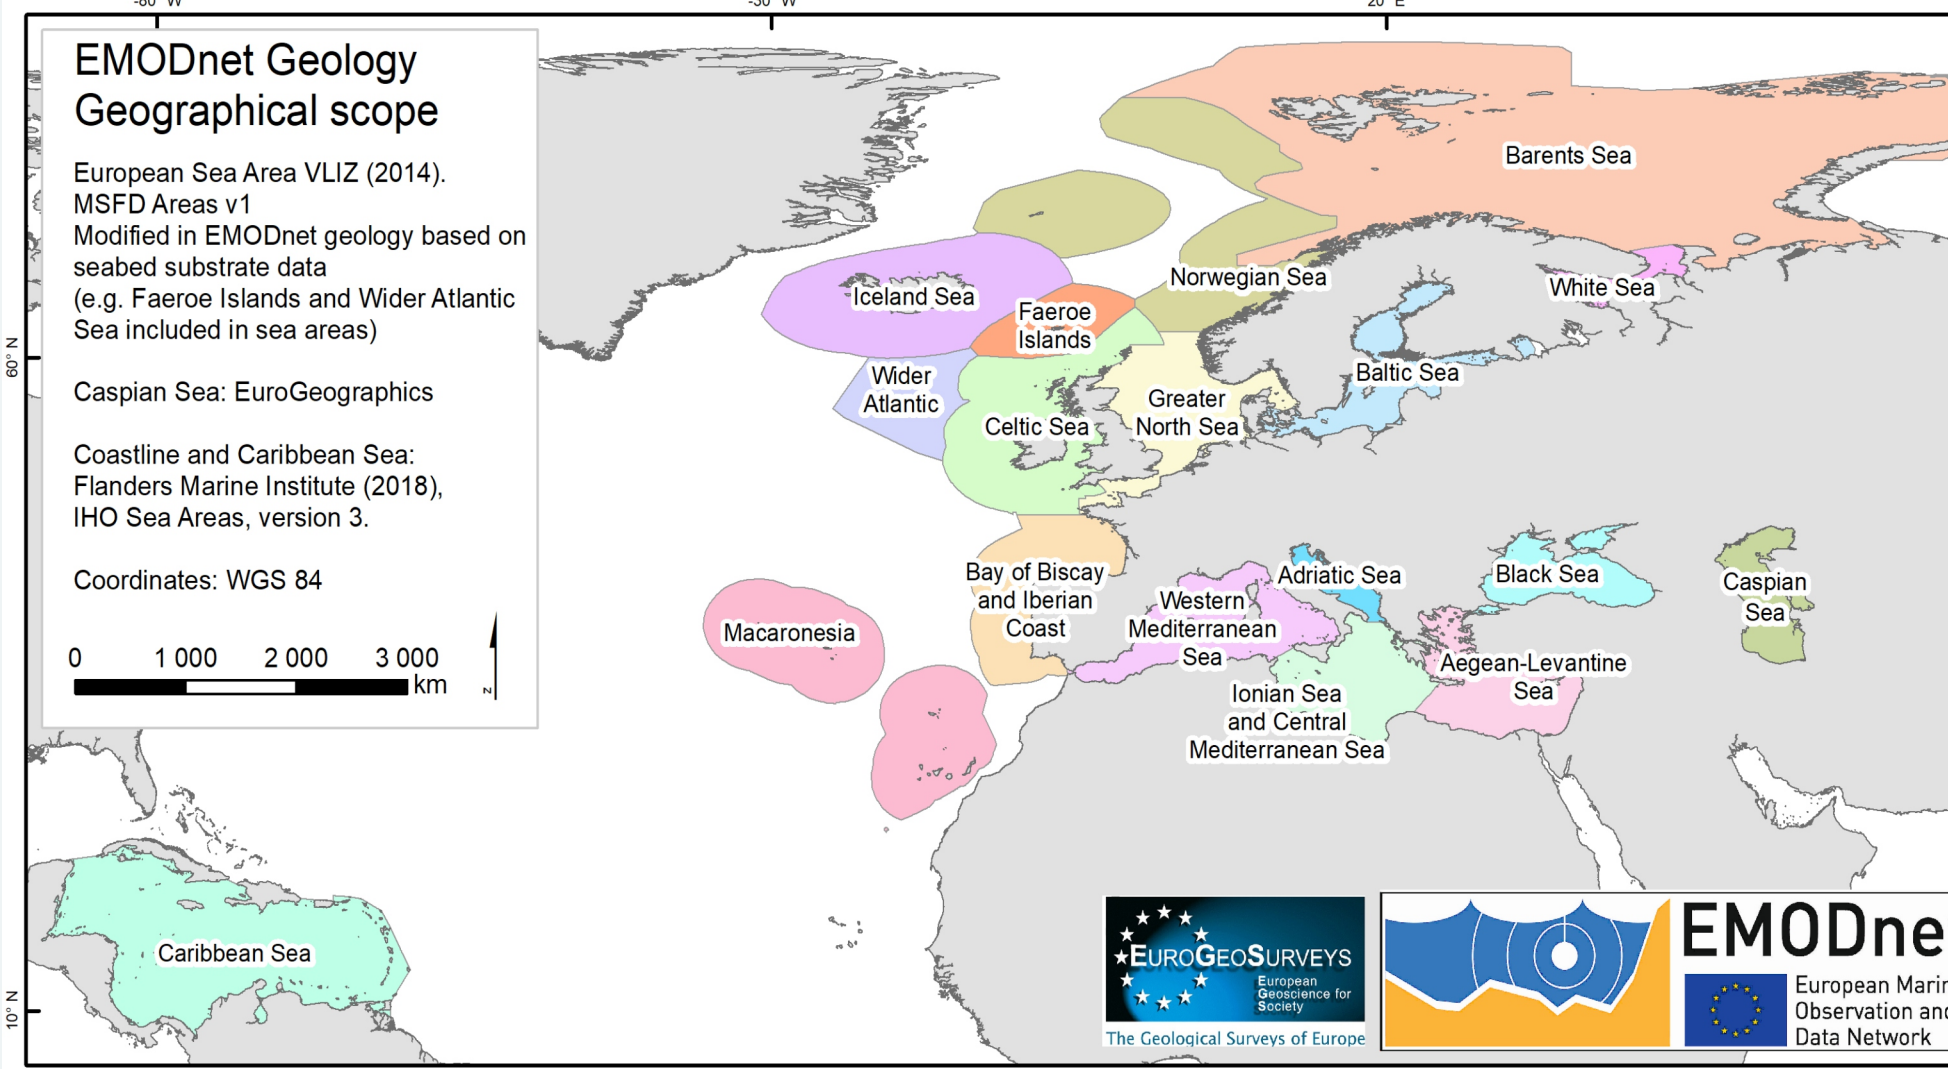 -80° W
-30° W
20° E
EMODnet Geology
Geographical scope
European Sea Area VLIZ (2014).
MSFD Areas v1
Modified in EMODnet geology based on
seabed substrate data
(e.g. Faeroe Islands and Wider Atlantic
Sea included in sea areas)
Caspian Sea: EuroGeographics
Coastline and Caribbean Sea:
Flanders Marine Institute (2018),
IHO Sea Areas, version 3.
Coordinates: WGS 84
0 1 000 2 000 3 000
km
z
60° N
10° N
Barents Sea
Norwegian Sea
White Sea
Iceland Sea
Faeroe
Islands
Wider
Atlantic
Baltic Sea
Greater
North Sea
Celtic Sea
Bay of Biscay
and Iberian
Coast
Adriatic Sea
Black Sea
Caspian
Sea
Western
Mediterranean
Sea
Macaronesia
Aegean-Levantine
Sea
Ionian Sea
and Central
Mediterranean Sea
Caribbean Sea
EUROGEOSURVEYS
European
Geoscience for
Society
The Geological Surveys of Europe
EMODne
European Marin
Observation and
Data Network